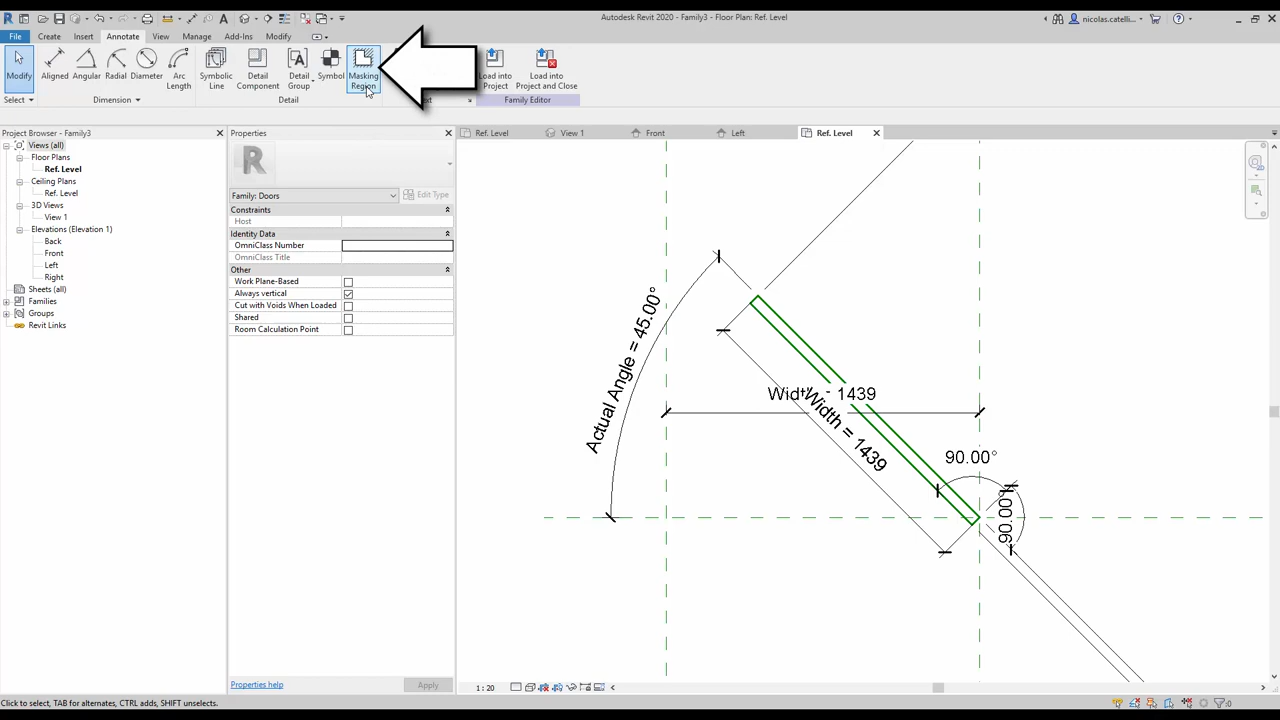 Autodesk Revit 2020 - Family3 - Floor Plan: Ref. Level
nicolas.catelli...
File Create Insert Annotate View Manage Add-Ins Modify
Modify Aligned Angular Radial Diameter Arc Length Symbolic Line Detail Component Detail Group Symbol Masking Region Load into Project Load into Project and Close
Select Dimension Detail Family Editor
Project Browser - Family3
Views (all)
Floor Plans
Ref. Level
Ceiling Plans
Ref. Level
3D Views
View 1
Elevations (Elevation 1)
Back
Front
Left
Right
Sheets (all)
Families
Groups
Revit Links
Properties
R
Family: Doors Edit Type
Constraints
Host
Identity Data
OmniClass Number
OmniClass Title
Other
Work Plane-Based
Always vertical
Cut with Voids When Loaded
Shared
Room Calculation Point
Properties help Apply
Ref. Level View 1 Front Left Ref. Level
Actual Angle = 45.00°
1439
Width = 1439
90.00°
90.00°
1 : 20
Click to select, TAB for alternates, CTRL adds, SHIFT unselects.
:0